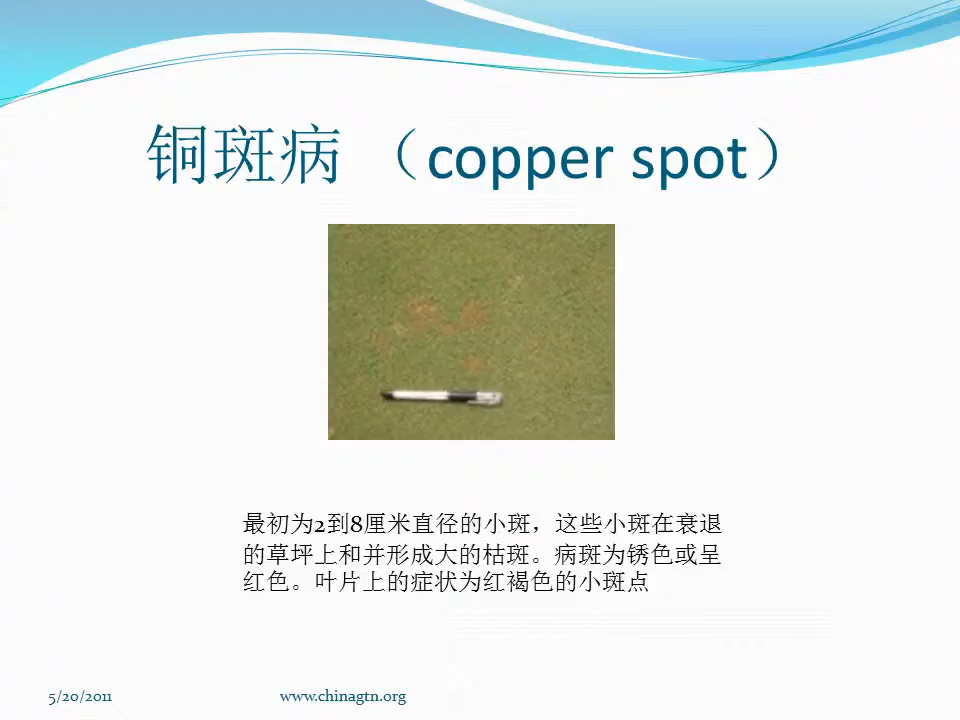 铜斑病 （copper spot）
最初为2到8厘米直径的小斑，这些小斑在衰退
的草坪上和并形成大的枯斑。病斑为锈色或呈
红色。叶片上的症状为红褐色的小斑点
5/20/2011
www.chinagtn.org